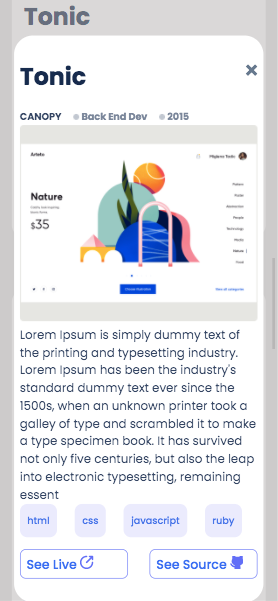 Tonic
Tonic
CANOPY Back End Dev 2015
Arteto
Nature
$35
Lorem Ipsum is simply dummy text of
the printing and typesetting industry.
Lorem Ipsum has been the industry's
standard dummy text ever since the
1500s, when an unknown printer took a
galley of type and scrambled it to make
a type specimen book. It has survived
not only five centuries, but also the leap
into electronic typesetting, remaining
essent
html css javascript ruby
See Live See Source